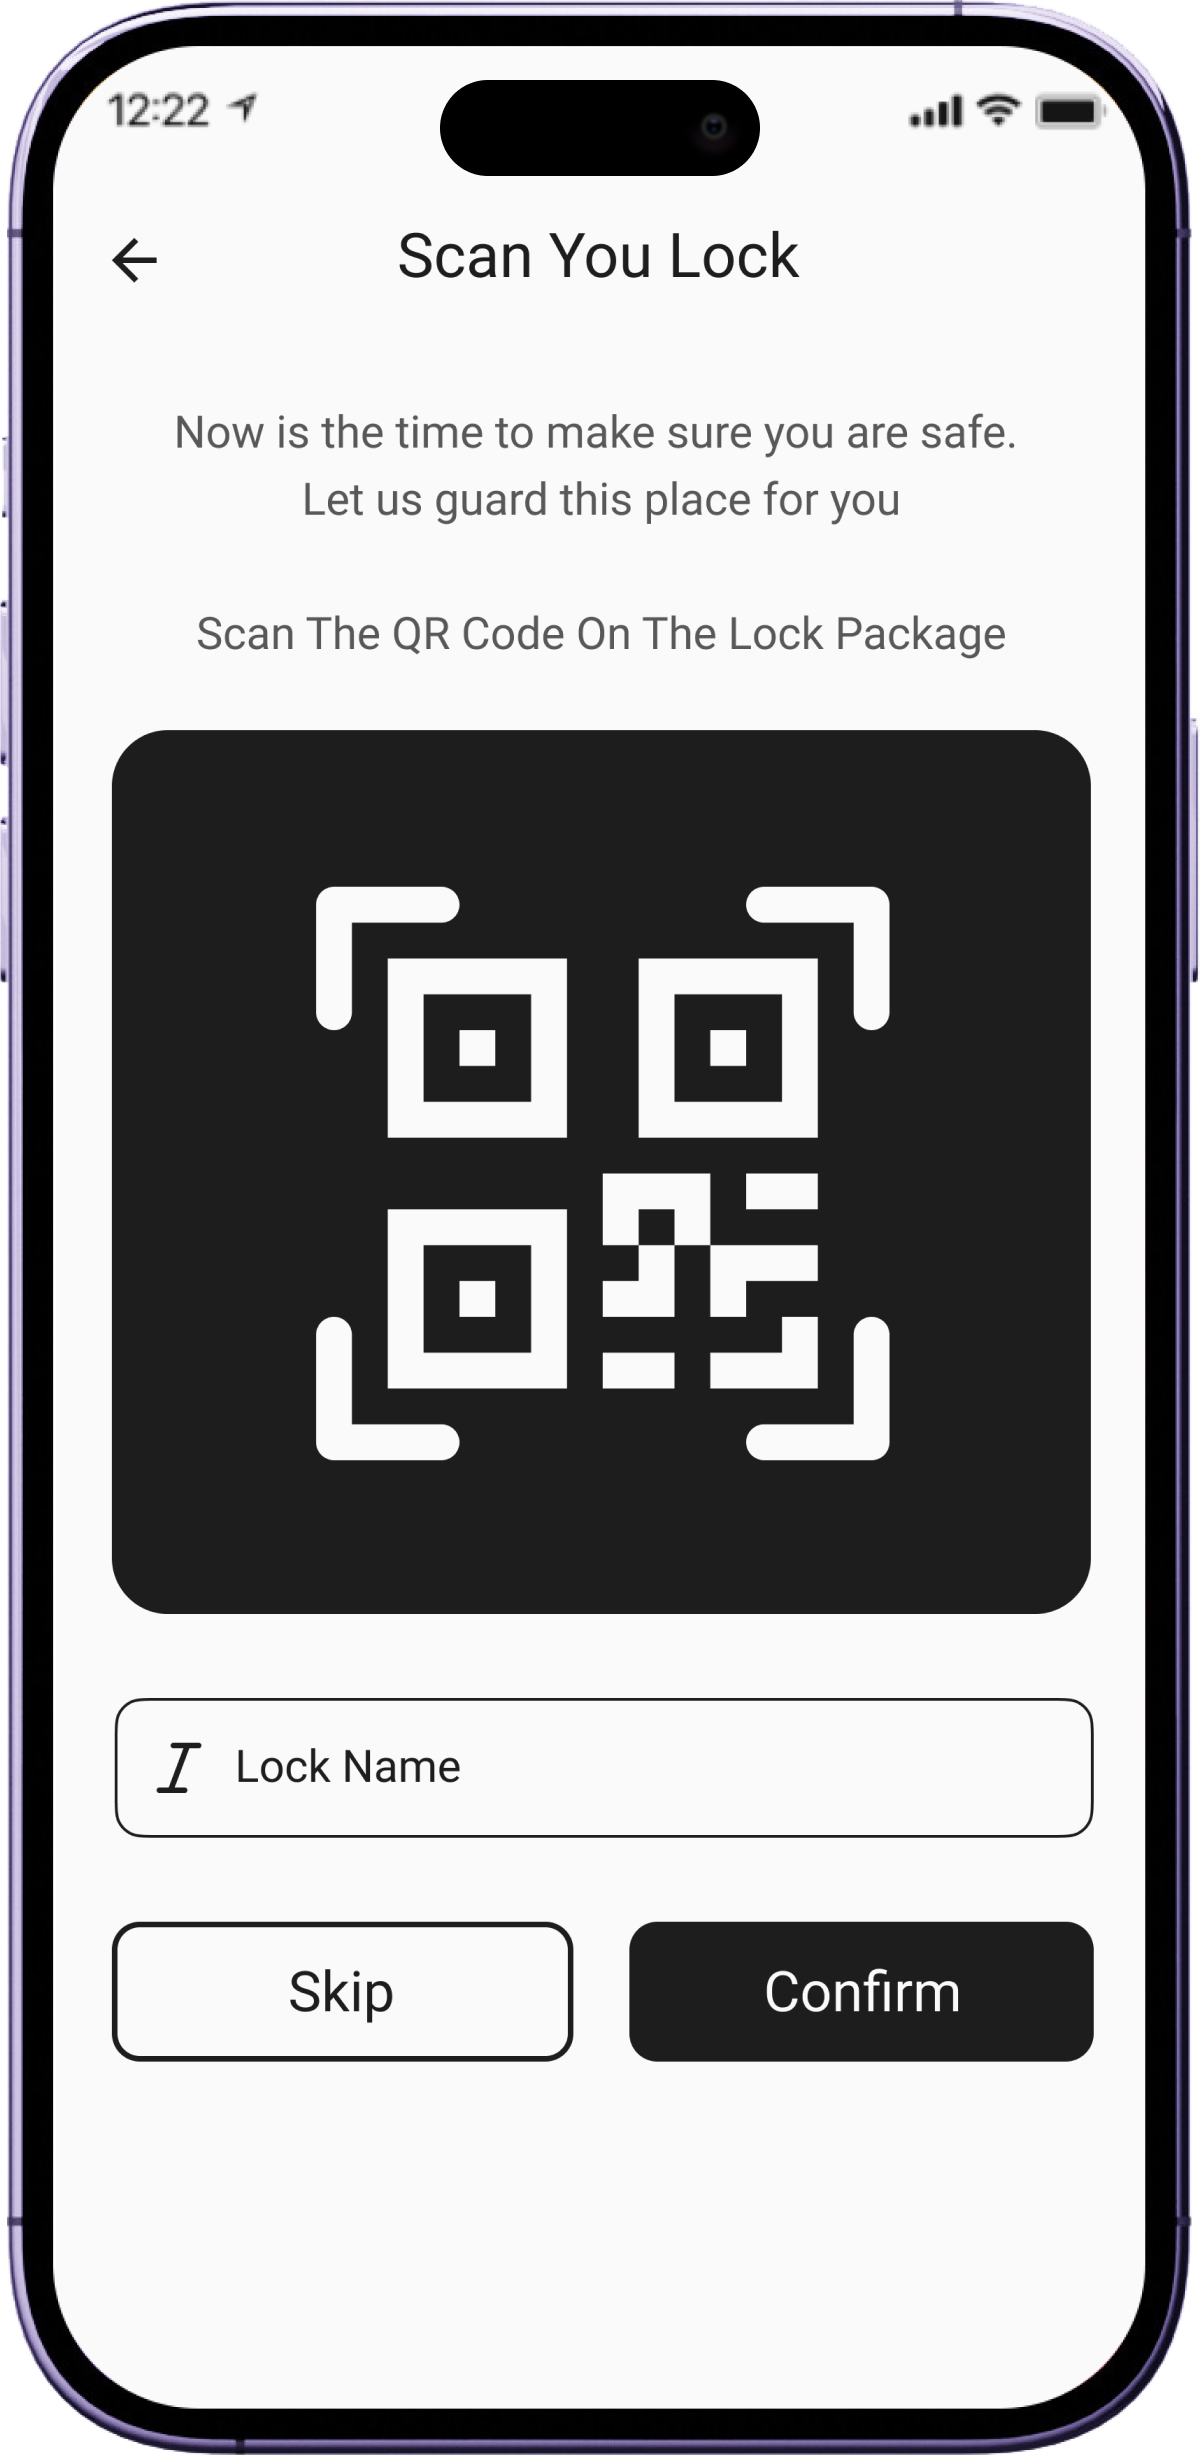 12:22
Scan You Lock
Now is the time to make sure you are safe.
Let us guard this place for you
Scan The QR Code On The Lock Package
Lock Name
Skip
Confirm